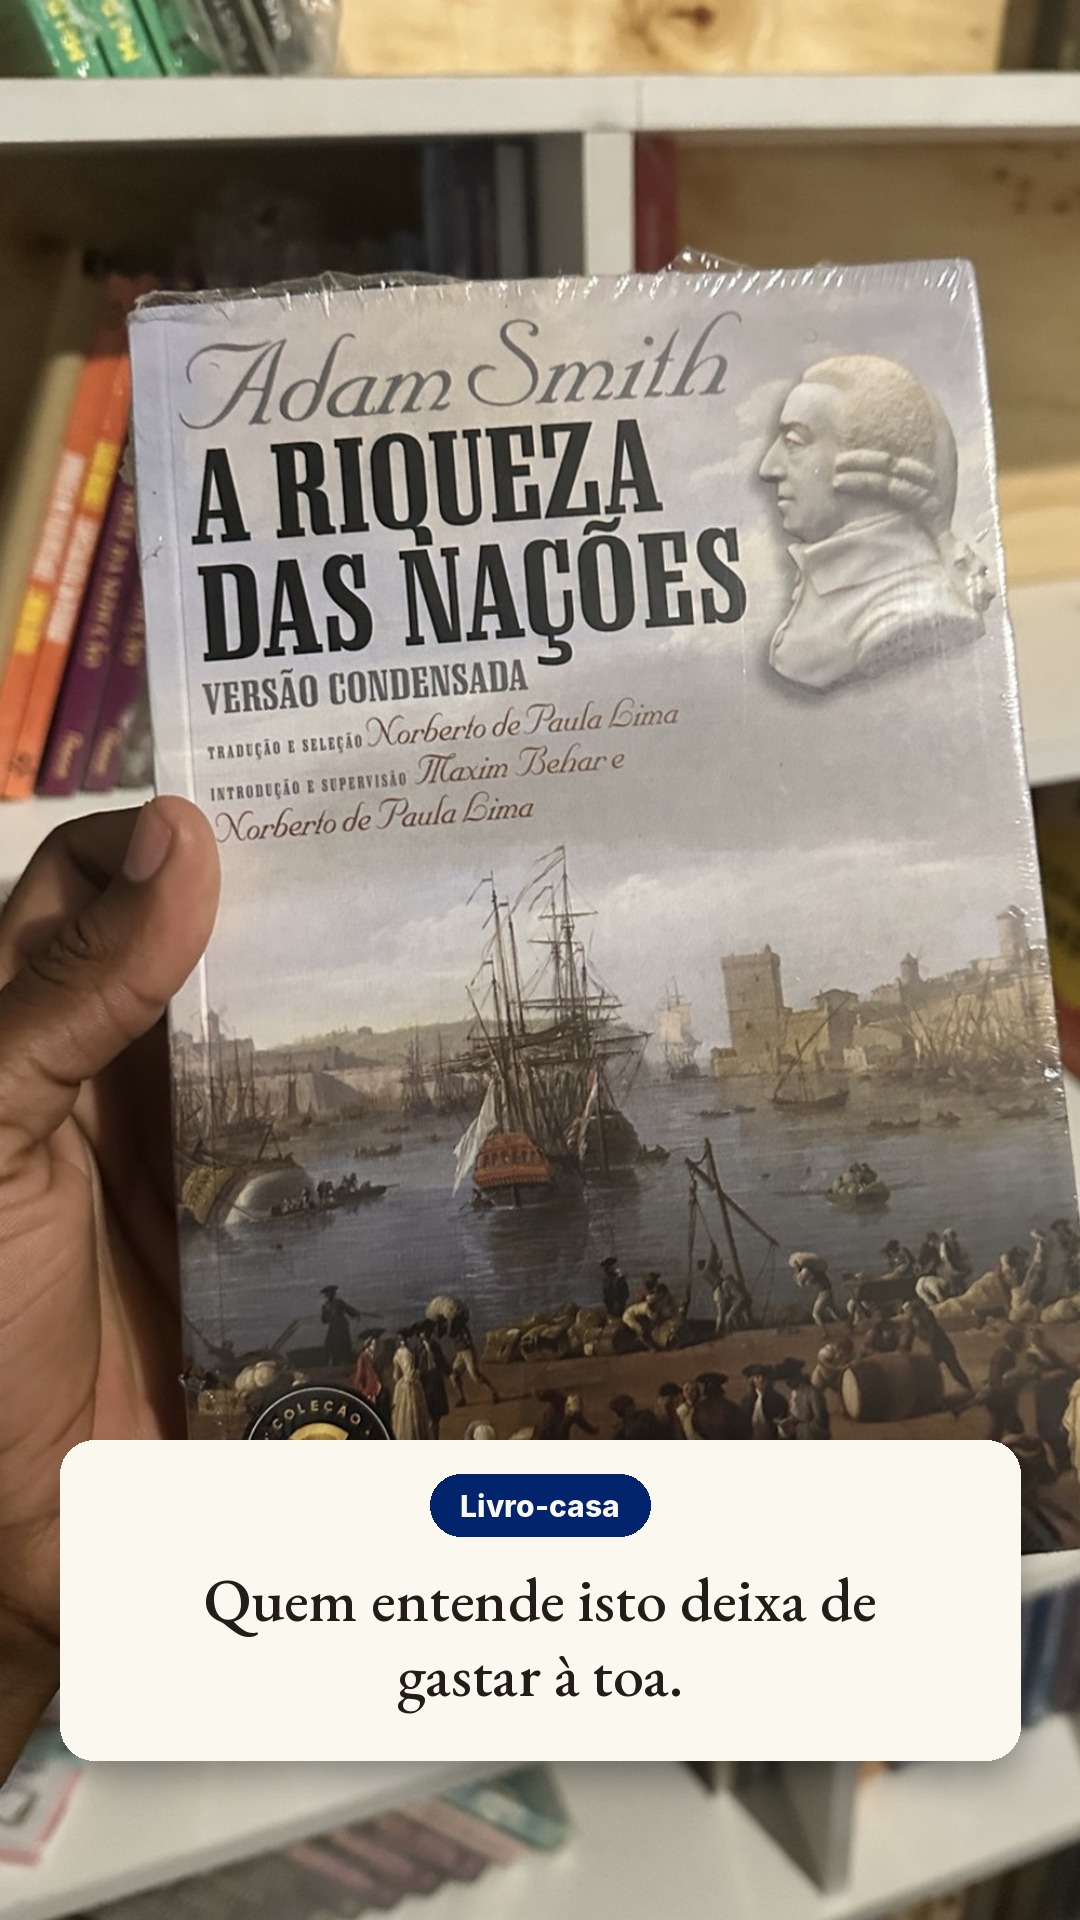 Adam Smith
A RIQUEZA
DAS NAÇÕES
VERSÃO CONDENSADA
TRADUÇÃO E SELEÇÃO Norberto de Paula Lima
INTRODUÇÃO E SUPERVISÃO Maxim Behar e
Norberto de Paula Lima
COLEÇÃO
Livro-casa
Quem entende isto deixa de
gastar à toa.